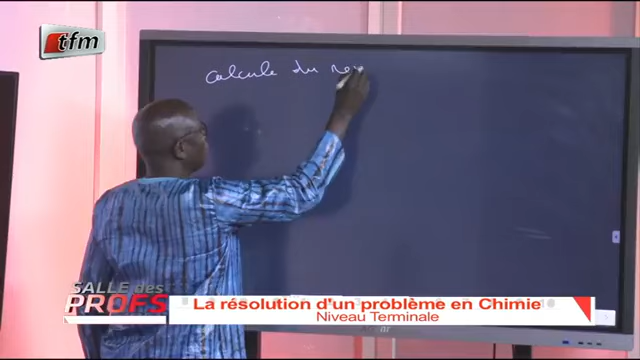 tfm
calcule du
SALLE des
PROFS
La résolution d'un problème en Chimie
Niveau Terminale